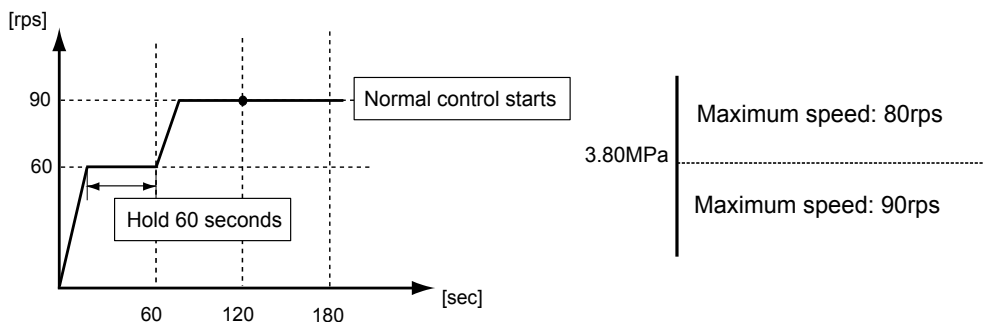 [rps]
90
60
Normal control starts
Hold 60 seconds
60
120
180
[sec]
3.80MPa
Maximum speed: 80rps
Maximum speed: 90rps